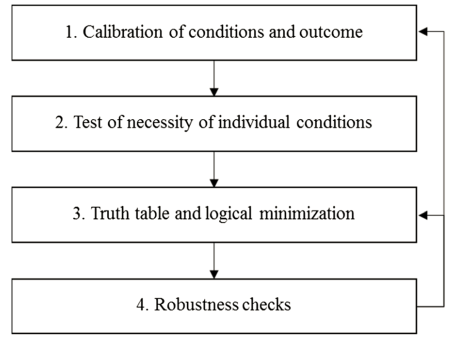 1. Calibration of conditions and outcome
2. Test of necessity of individual conditions
3. Truth table and logical minimization
4. Robustness checks